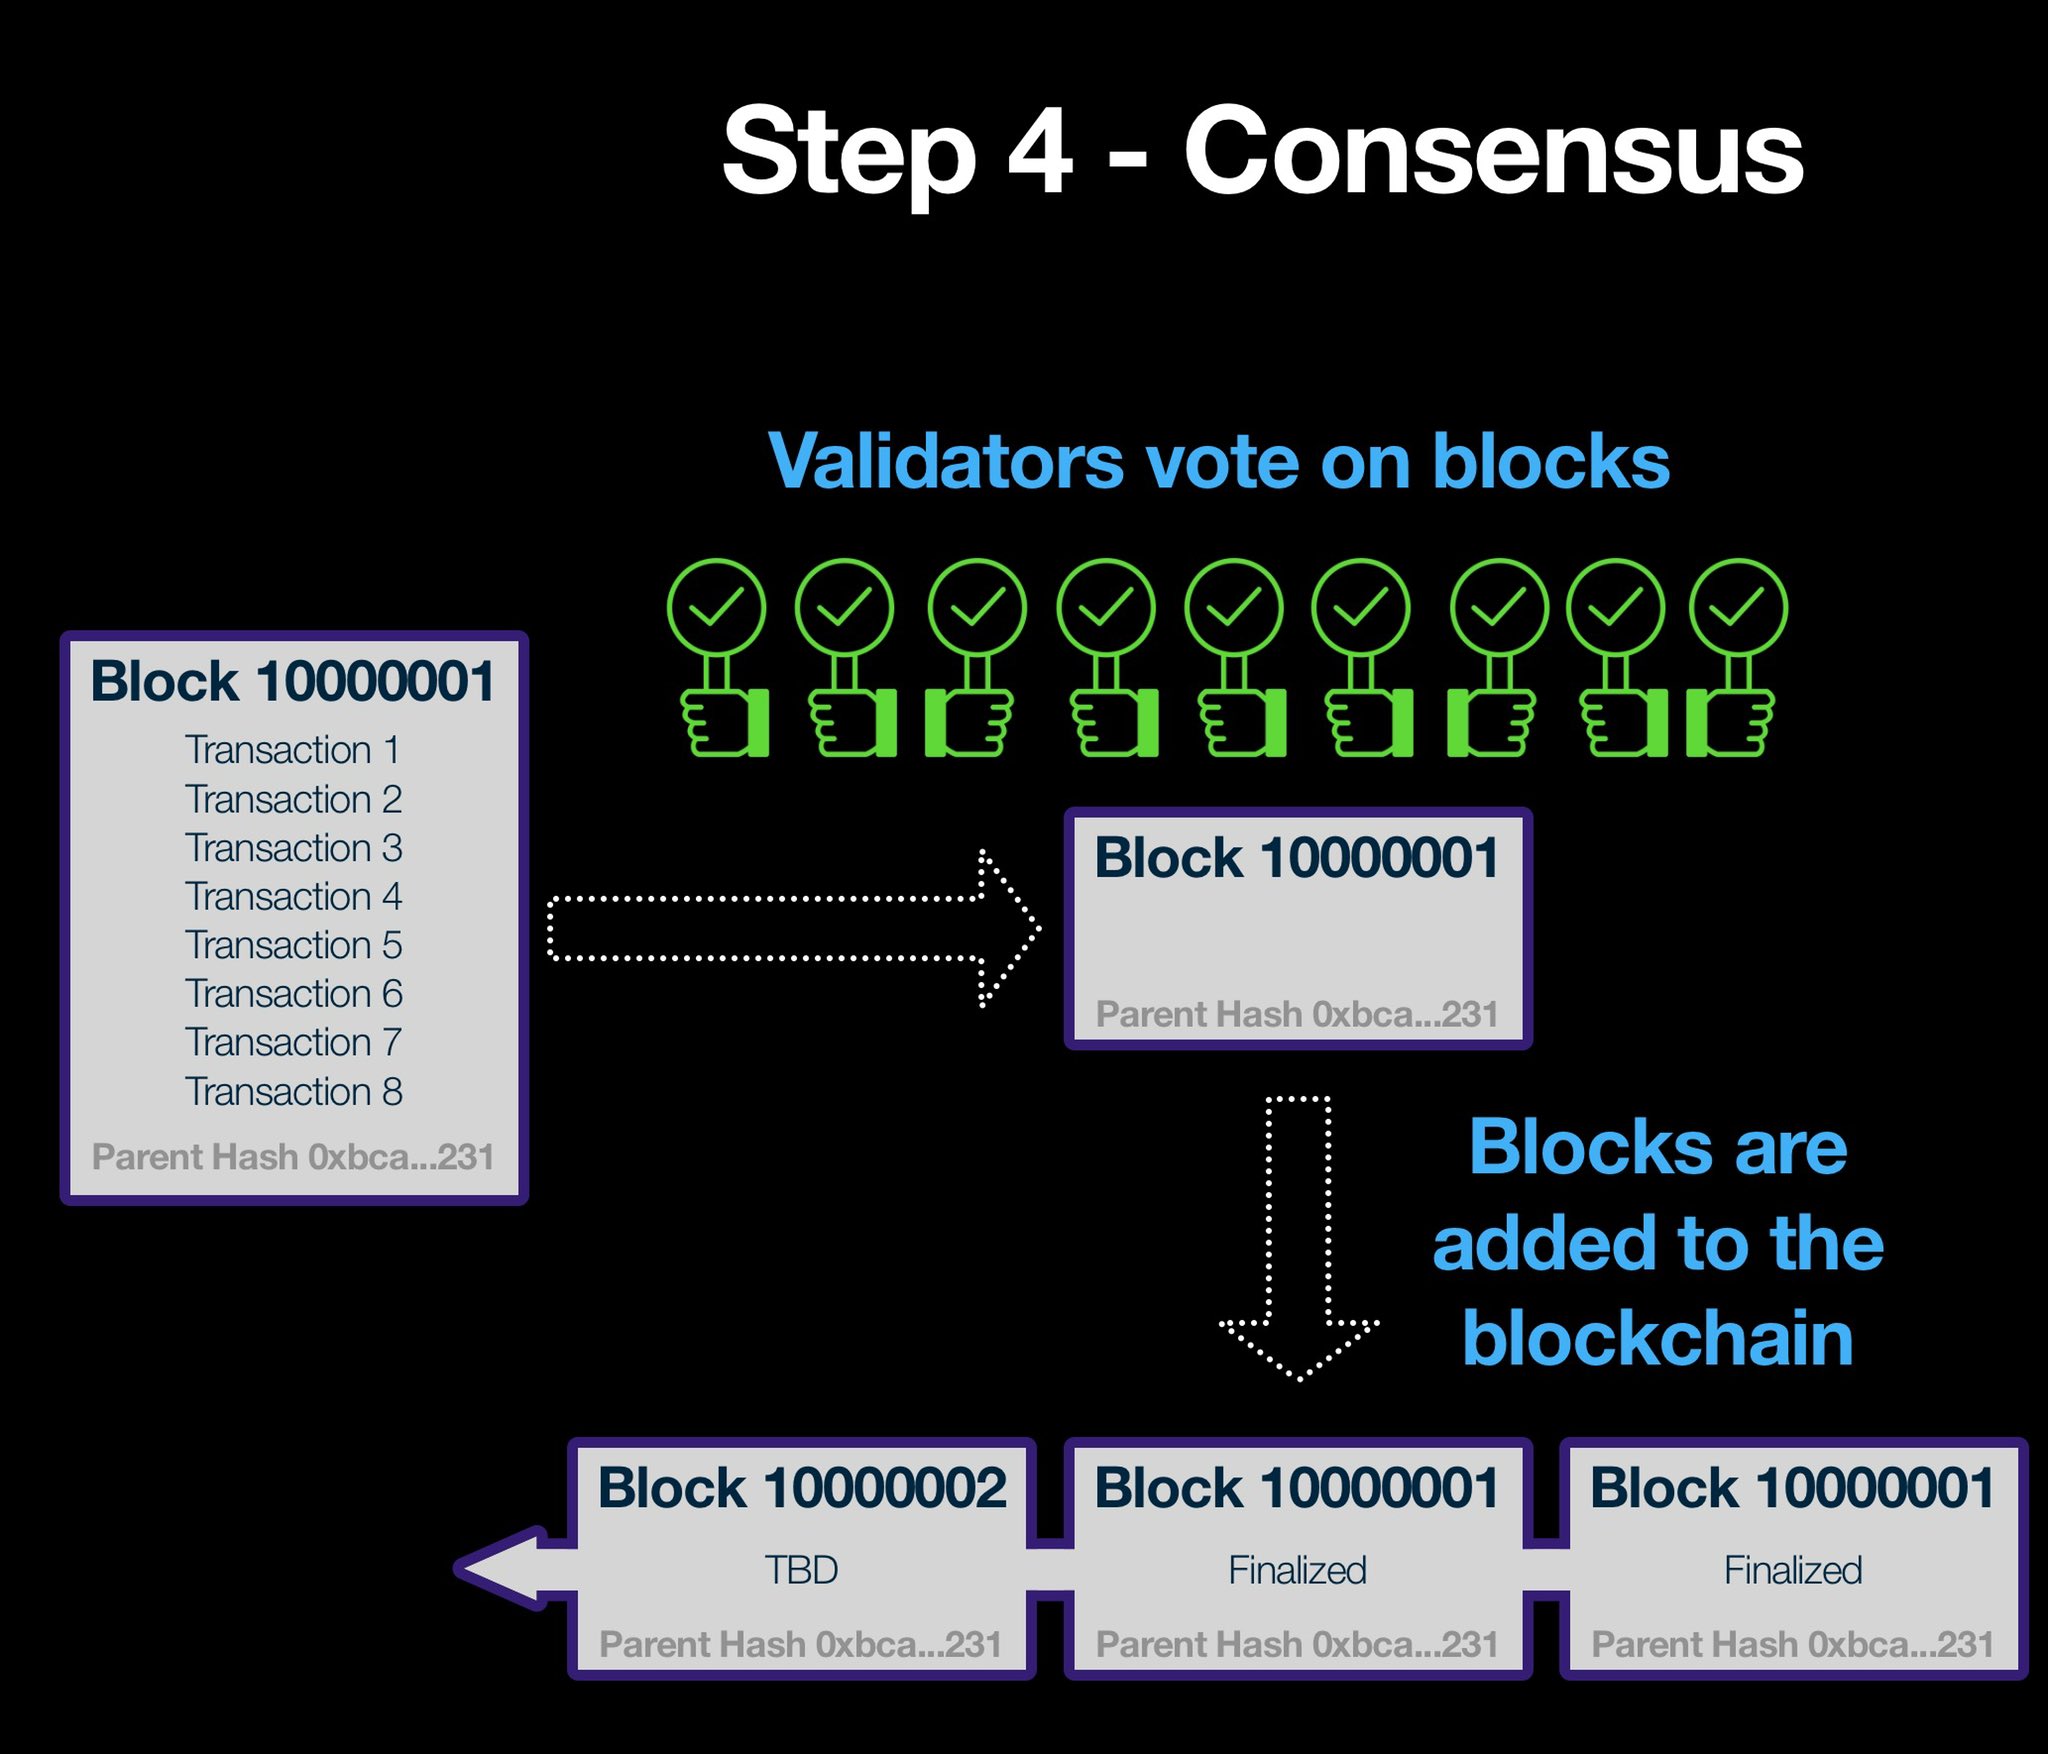 Step 4 - Consensus
Validators vote on blocks
Block 10000001
Transaction 1
Transaction 2
Transaction 3
Transaction 4
Transaction 5
Transaction 6
Transaction 7
Transaction 8
Parent Hash 0xbca...231
Block 10000001
Parent Hash 0xbca...231
Blocks are
added to the
blockchain
Block 10000002
TBD
Parent Hash 0xbca...231
Block 10000001
Finalized
Parent Hash 0xbca...231
Block 10000001
Finalized
Parent Hash 0xbca...231